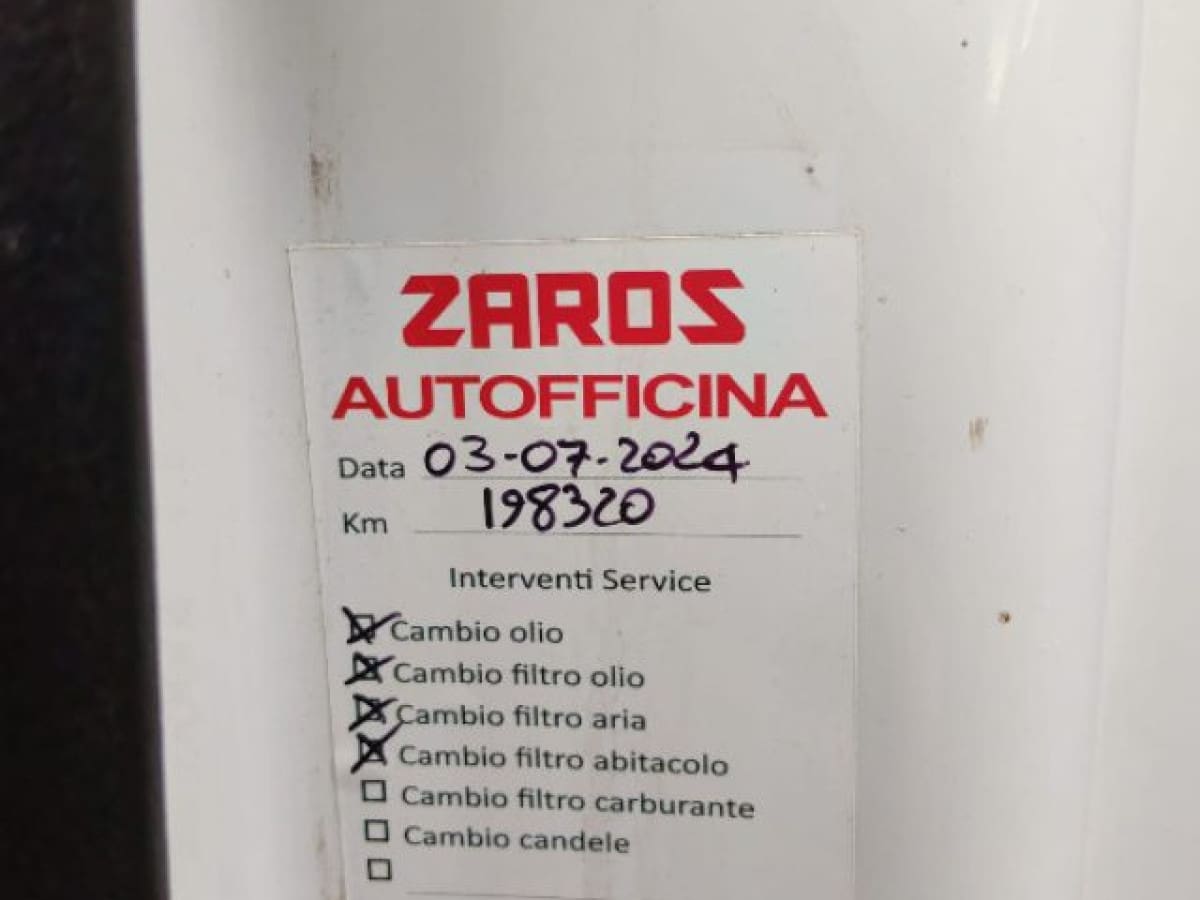 ZAROS
AUTOFFICINA
Data 03-07-2024
Km 198320
Interventi Service
Cambio olio
Cambio filtro olio
Cambio filtro aria
Cambio filtro abitacolo
Cambio filtro carburante
Cambio candele